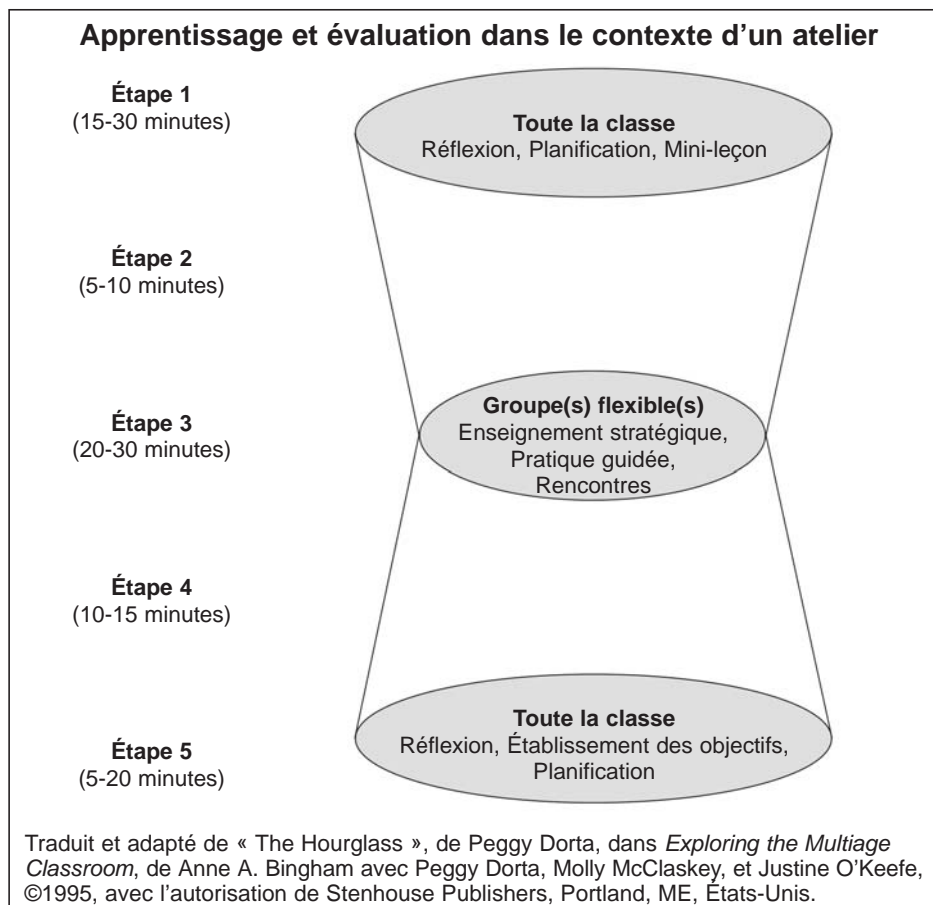 Apprentissage et évaluation dans le contexte d’un atelier
Étape 1
(15-30 minutes)
Toute la classe
Réflexion, Planification, Mini-leçon
Étape 2
(5-10 minutes)
Étape 3
(20-30 minutes)
Groupe(s) flexible(s)
Enseignement stratégique,
Pratique guidée,
Rencontres
Étape 4
(10-15 minutes)
Étape 5
(5-20 minutes)
Toute la classe
Réflexion, Établissement des objectifs,
Planification
Traduit et adapté de « The Hourglass », de Peggy Dorta, dans Exploring the Multiage
Classroom, de Anne A. Bingham avec Peggy Dorta, Molly McClaskey, et Justine O’Keefe,
©1995, avec l’autorisation de Stenhouse Publishers, Portland, ME, États-Unis.